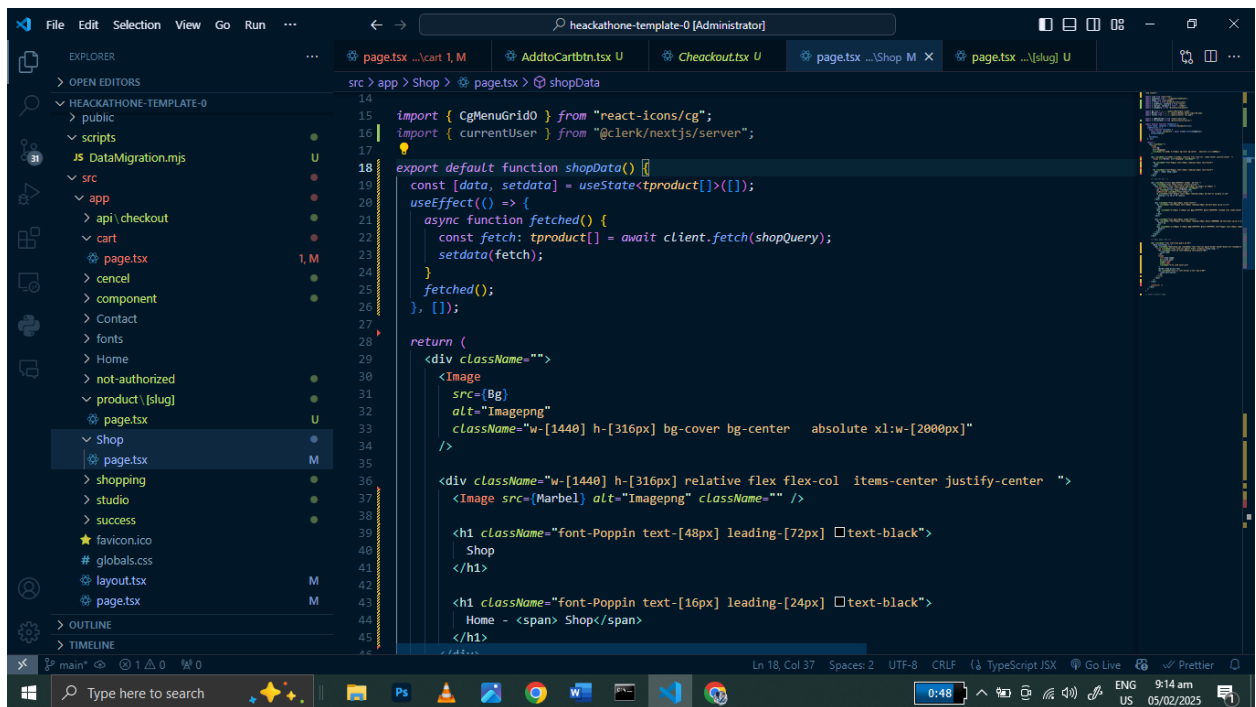 File Edit Selection View Go Run ···
heackathone-template-0 [Administrator]
EXPLORER ···
page.tsx ...\cart 1, M
AddtoCartbtn.tsx U
Cheackout.tsx U
page.tsx ...\Shop M
page.tsx ...\[slug] U
···
src > app > Shop > page.tsx > shopData
OPEN EDITORS
HEACKATHONE-TEMPLATE-0
public
scripts
JS DataMigration.mjs U
src
app
api\checkout
cart
page.tsx 1, M
cencel
component
Contact
fonts
Home
not-authorized
product\[slug]
page.tsx U
Shop
page.tsx M
shopping
studio
success
favicon.ico
# globals.css
layout.tsx M
page.tsx M
OUTLINE
TIMELINE
31
14
15 import { CgMenuGridO } from "react-icons/cg";
16 import { currentUser } from "@clerk/nextjs/server";
17
18 export default function shopData() {
19 const [data, setdata] = useState<tproduct[]>([]);
20 useEffect(() => {
21 async function fetched() {
22 const fetch: tproduct[] = await client.fetch(shopQuery);
23 setdata(fetch);
24 }
25 fetched();
26 }, []);
27
28 return (
29 <div className="">
30 <Image
31 src={Bg}
32 alt="Imagepng"
33 className="w-[1440] h-[316px] bg-cover bg-center   absolute xl:w-[2000px]"
34 />
35
36 <div className="w-[1440] h-[316px] relative flex flex-col  items-center justify-center  ">
37 <Image src={Marbel} alt="Imagepng" className="" />
38
39 <h1 className="font-Poppin text-[48px] leading-[72px] text-black">
40 Shop
41 </h1>
42
43 <h1 className="font-Poppin text-[16px] leading-[24px] text-black">
44 Home - <span> Shop</span>
45 </h1>
46 </div>
main* 1 0 0
Ln 18, Col 37 Spaces: 2 UTF-8 CRLF TypeScript JSX Go Live Prettier
Type here to search
Ps
0:48
ENG
US
9:14 am
05/02/2025
1